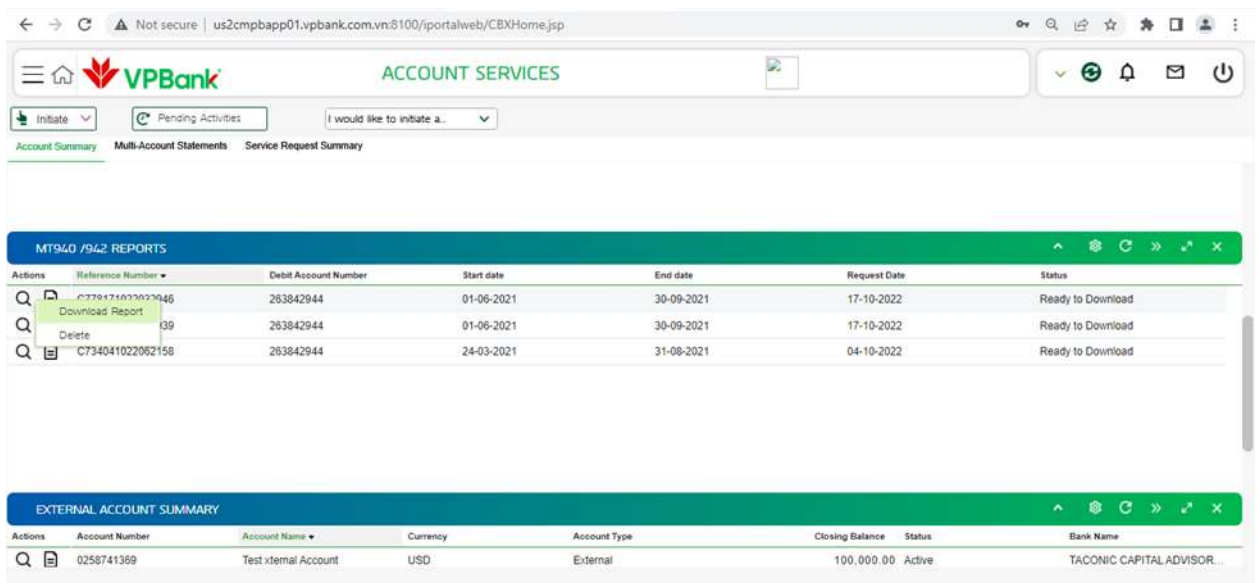 Not secure | us2cmpbapp01.vpbank.com.vn:8100/iportalweb/CBXHome.jsp
VPBank ACCOUNT SERVICES
Initiate Pending Activities I would like to initiate a..
Account Summary Multi-Account Statements Service Request Summary
MT940 /942 REPORTS
Actions Reference Number Debit Account Number Start date End date Request Date Status
263842944 01-06-2021 30-09-2021 17-10-2022 Ready to Download
Download Report
263842944 01-06-2021 30-09-2021 17-10-2022 Ready to Download
Delete
C734041022062158 263842944 24-03-2021 31-08-2021 04-10-2022 Ready to Download
EXTERNAL ACCOUNT SUMMARY
Actions Account Number Account Name Currency Account Type Closing Balance Status Bank Name
0258741369 Test xternal Account USD External 100,000.00 Active TACONIC CAPITAL ADVISOR...